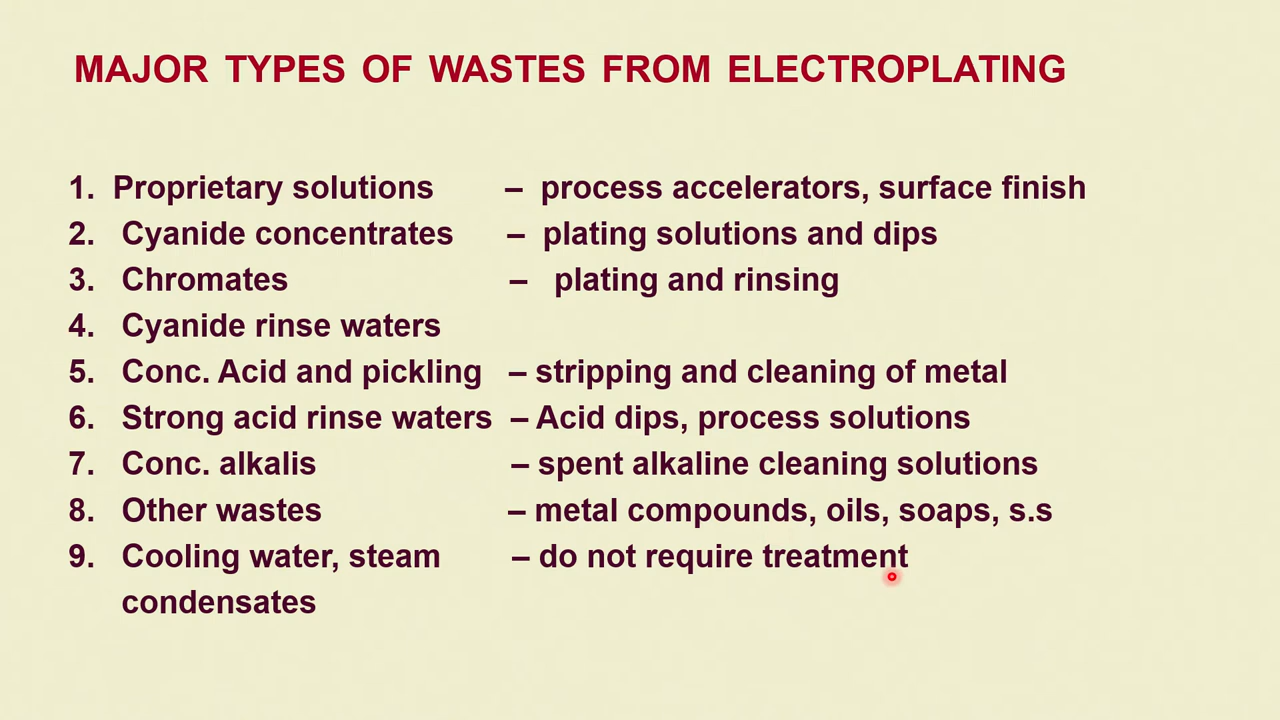 MAJOR TYPES OF WASTES FROM ELECTROPLATING
1. Proprietary solutions – process accelerators, surface finish
2. Cyanide concentrates – plating solutions and dips
3. Chromates – plating and rinsing
4. Cyanide rinse waters
5. Conc. Acid and pickling – stripping and cleaning of metal
6. Strong acid rinse waters – Acid dips, process solutions
7. Conc. alkalis – spent alkaline cleaning solutions
8. Other wastes – metal compounds, oils, soaps, s.s
9. Cooling water, steam – do not require treatment
condensates